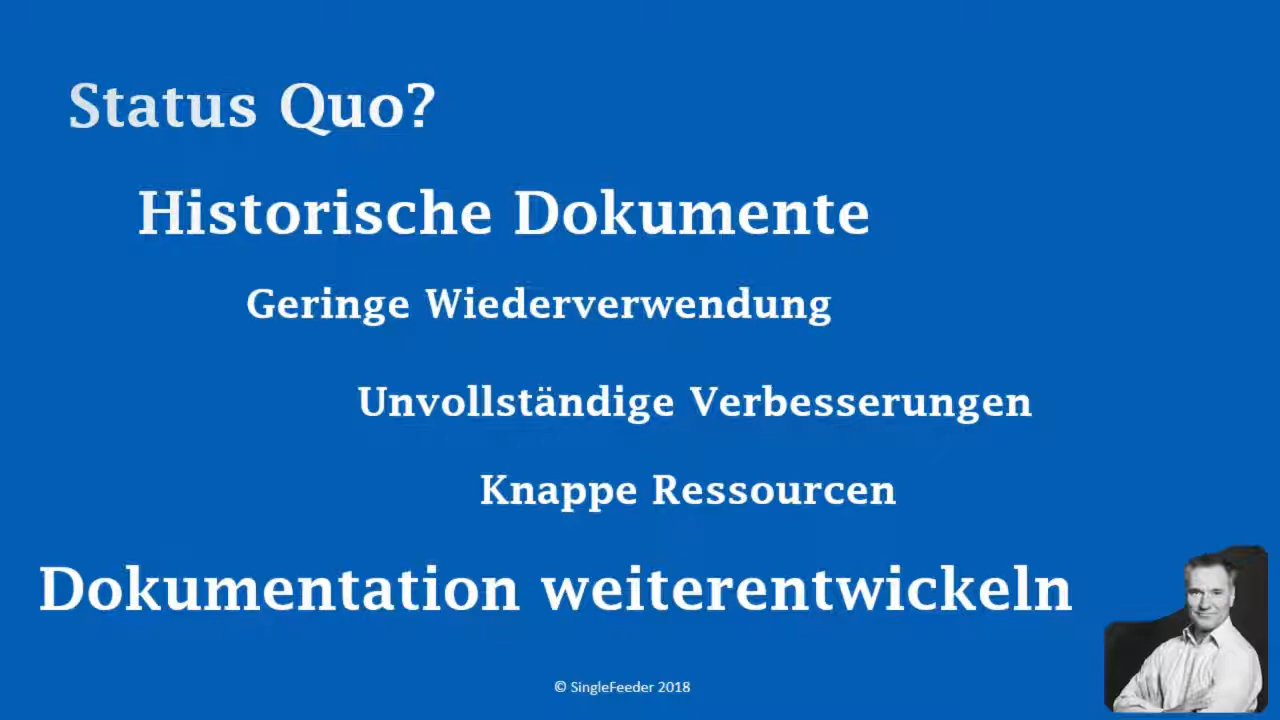 Status Quo?
Historische Dokumente
Geringe Wiederverwendung
Unvollständige Verbesserungen
Knappe Ressourcen
Dokumentation weiterentwickeln
© SingleFeeder 2018